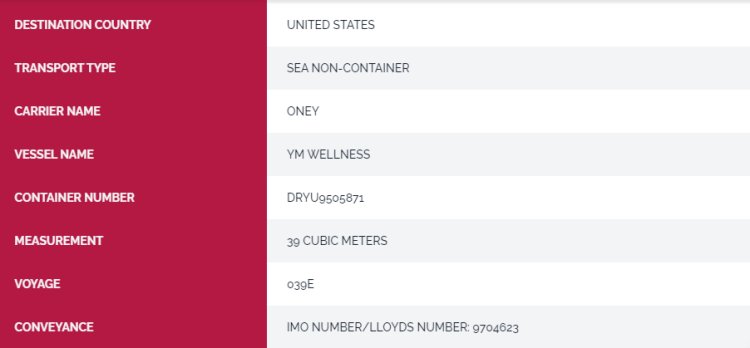 DESTINATION COUNTRY UNITED STATES
TRANSPORT TYPE SEA NON-CONTAINER
CARRIER NAME ONEY
VESSEL NAME YM WELLNESS
CONTAINER NUMBER DRYU9505871
MEASUREMENT 39 CUBIC METERS
VOYAGE 039E
CONVEYANCE IMO NUMBER/LLOYDS NUMBER: 9704623